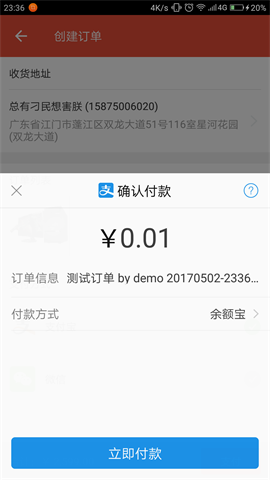 23:36 4K/s 4G 20%
创建订单
收货地址
总有刁民想害朕 (15875006020)
广东省江门市蓬江区双龙大道51号116室星河花园
(双龙大道)
支 确认付款 ?
￥0.01
订单信息 测试订单 by demo 20170502-2336...
付款方式 余额宝
立即付款